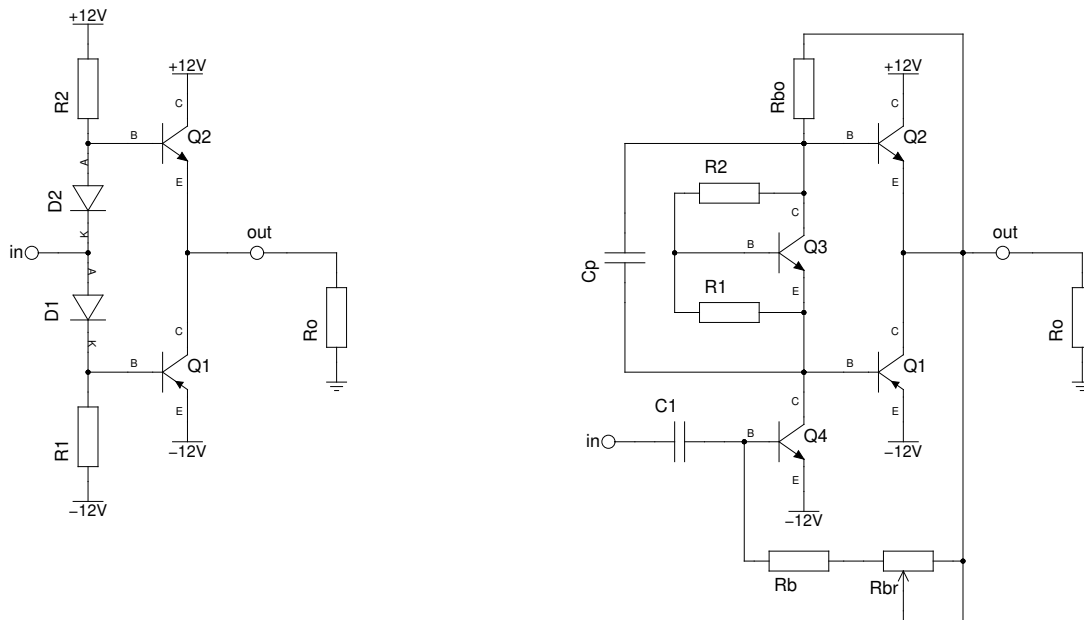 +12V
R2
+12V
C
B
Q2
A
E
D2
K
in
out
A
D1
K
Ro
C
B
Q1
E
R1
−12V
−12V
Rbo
+12V
C
B
Q2
E
R2
C
B
Q3
out
Cp
R1
E
Ro
C
B
Q1
E
C1
C
in
B
Q4
−12V
E
−12V
Rb
Rbr